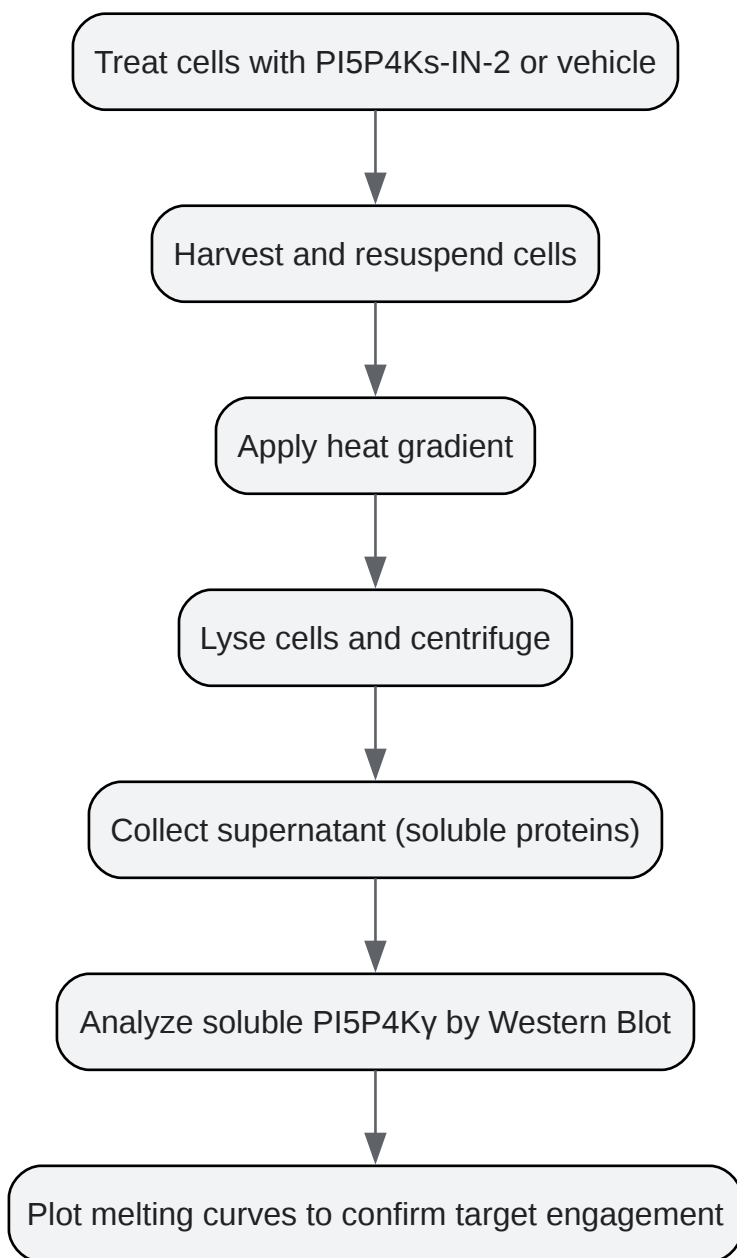 Treat cells with PI5P4Ks-IN-2 or vehicle
Harvest and resuspend cells
Apply heat gradient
Lyse cells and centrifuge
Collect supernatant (soluble proteins)
Analyze soluble PI5P4Kγ by Western Blot
Plot melting curves to confirm target engagement